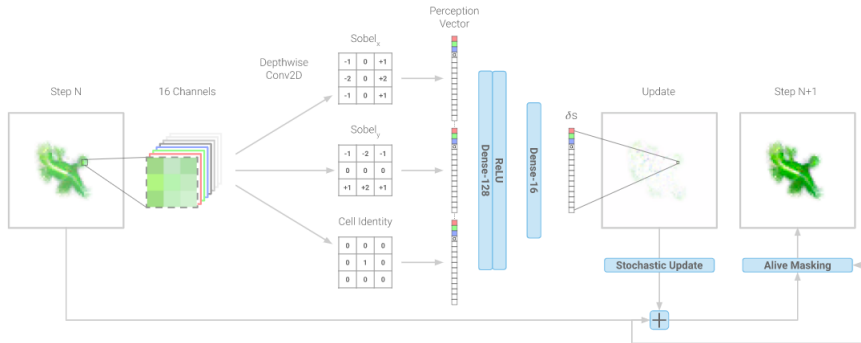 Perception
Vector
Sobelx
Depthwise
Conv2D
-1 0 +1
-2 0 +2
-1 0 +1
Step N
16 Channels
δs
Update
Step N+1
Sobely
-1 -2 -1
0 0 0
+1 +2 +1
Dense-128
ReLU
Dense-16
Cell Identity
0 0 0
0 1 0
0 0 0
Stochastic Update
Alive Masking
+